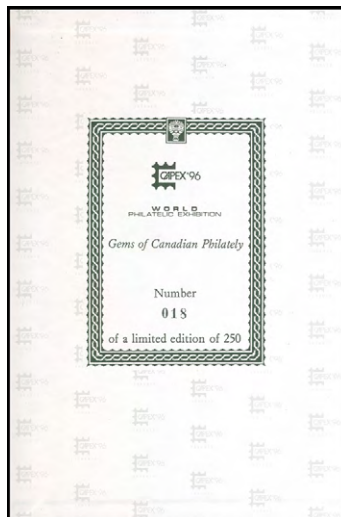 CAPEX'96
WORLD
PHILATELIC EXHIBITION
Gems of Canadian Philately
Number
018
of a limited edition of 250